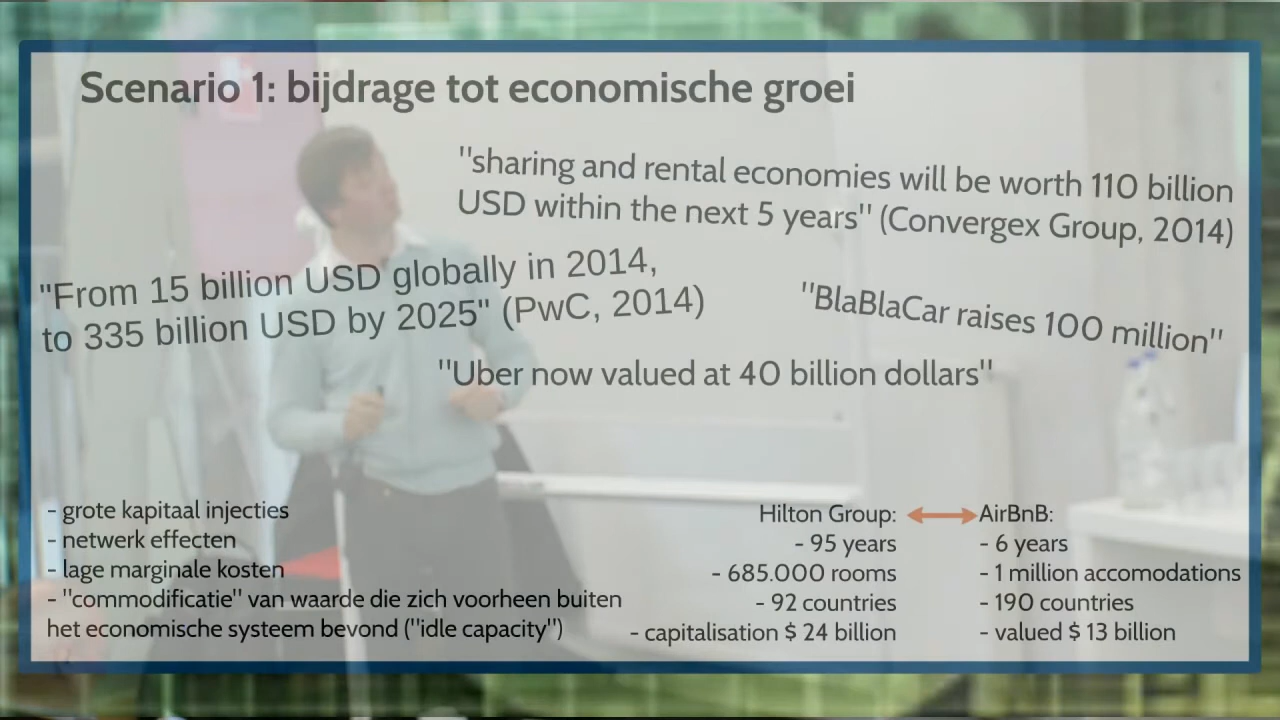 Scenario 1: bijdrage tot economische groei
"sharing and rental economies will be worth 110 billion
USD within the next 5 years" (Convergex Group, 2014)
"From 15 billion USD globally in 2014,
to 335 billion USD by 2025" (PwC, 2014)
"BlaBlaCar raises 100 million"
"Uber now valued at 40 billion dollars"
- grote kapitaal injecties
- netwerk effecten
- lage marginale kosten
- "commodificatie" van waarde die zich voorheen buiten
het economische systeem bevond ("idle capacity")
Hilton Group:
- 95 years
- 685.000 rooms
- 92 countries
- capitalisation $ 24 billion
AirBnB:
- 6 years
- 1 million accomodations
- 190 countries
- valued $ 13 billion